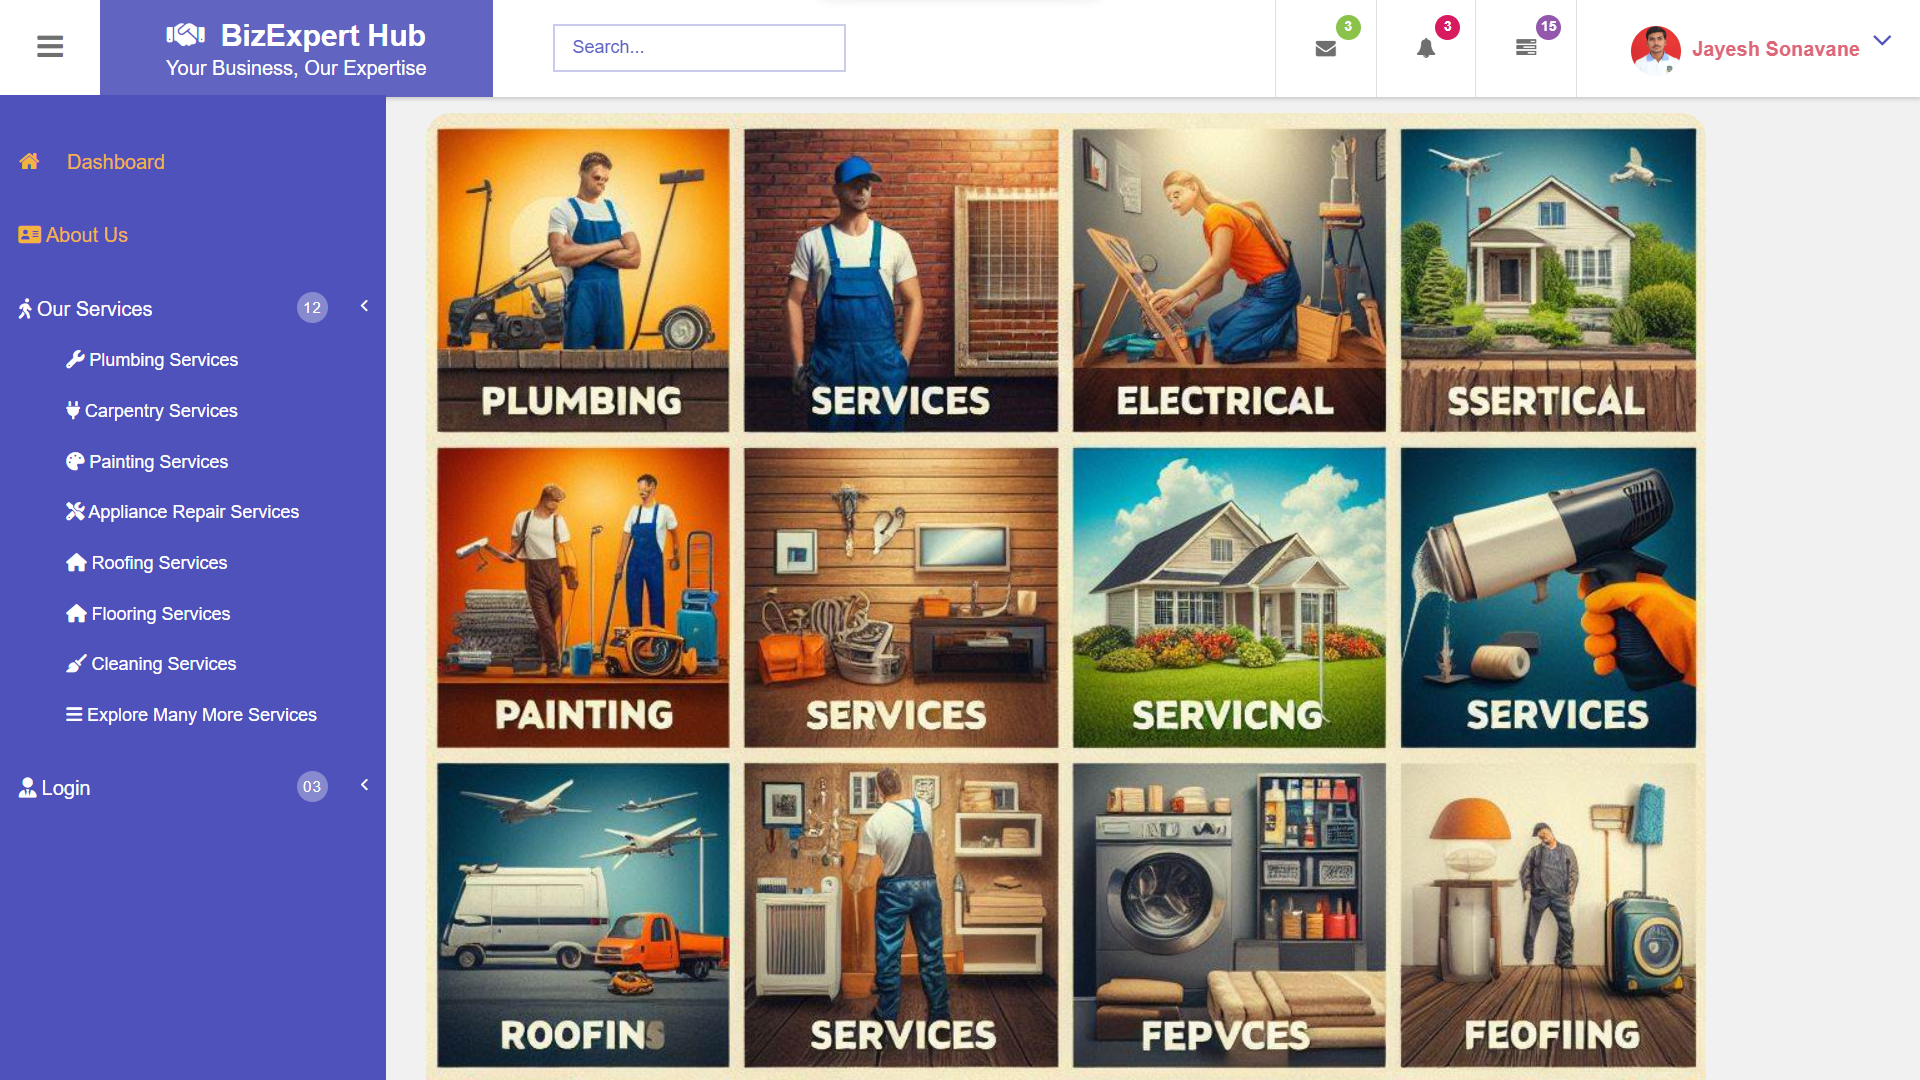 BizExpert Hub
Your Business, Our Expertise
Search...
3
3
15
Jayesh Sonavane
Dashboard
About Us
Our Services 12
Plumbing Services
Carpentry Services
Painting Services
Appliance Repair Services
Roofing Services
Flooring Services
Cleaning Services
Explore Many More Services
Login 03
PLUMBING
SERVICES
ELECTRICAL
SSERTICAL
PAINTING
SERVICES
SERVICNG
SERVICES
ROOFINS
SERVICES
FEPVCES
FEOFIING